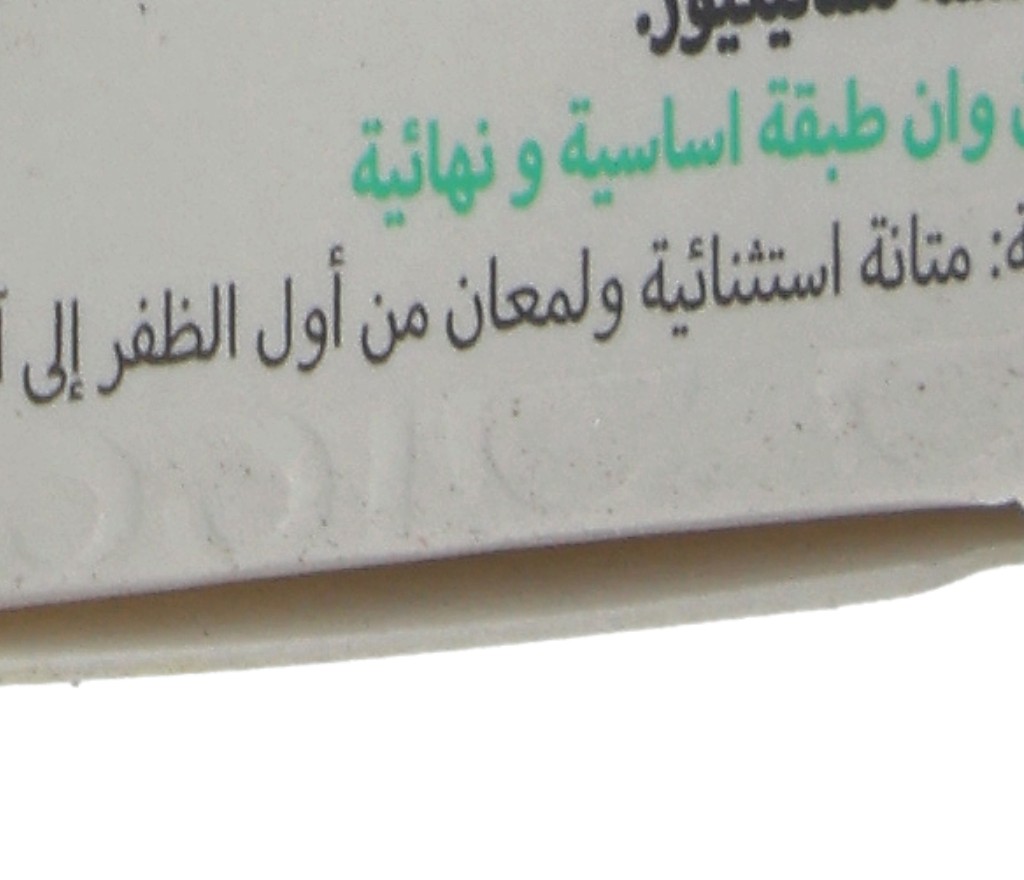 وان طبقة اساسية و نهائية
متانة استثنائية ولمعان من أول الظفر إلى